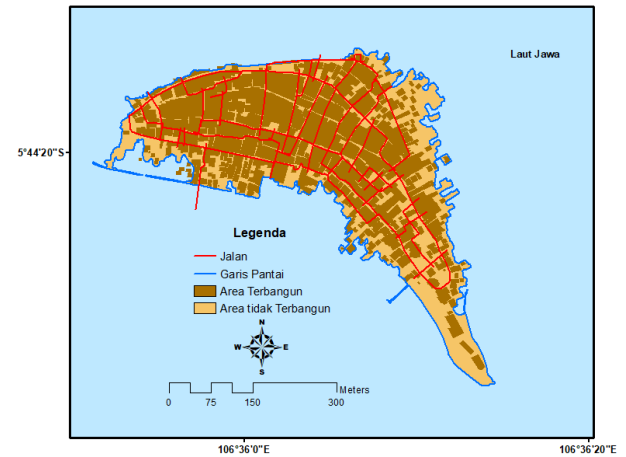 Laut Jawa
5°44'20"S
Legenda
Jalan
Garis Pantai
Area Terbangun
Area tidak Terbangun
N
W E
S
Meters
0 75 150 300
106°36'0"E 106°36'20"E